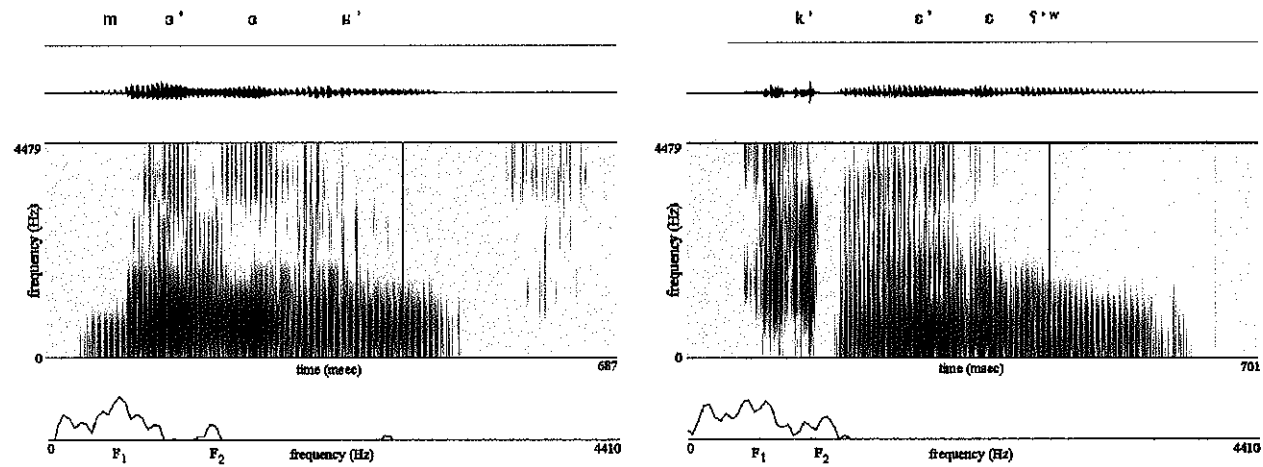 m ɜ' ɑ
k' ɛ' ɛ ʕ'ʷ
4479
frequency (Hz)
0
time (msec)
687
4479
frequency (Hz)
0
time (msec)
701
0 F₁ F₂ frequency (Hz) 4410
0 F₁ F₂ frequency (Hz) 4410